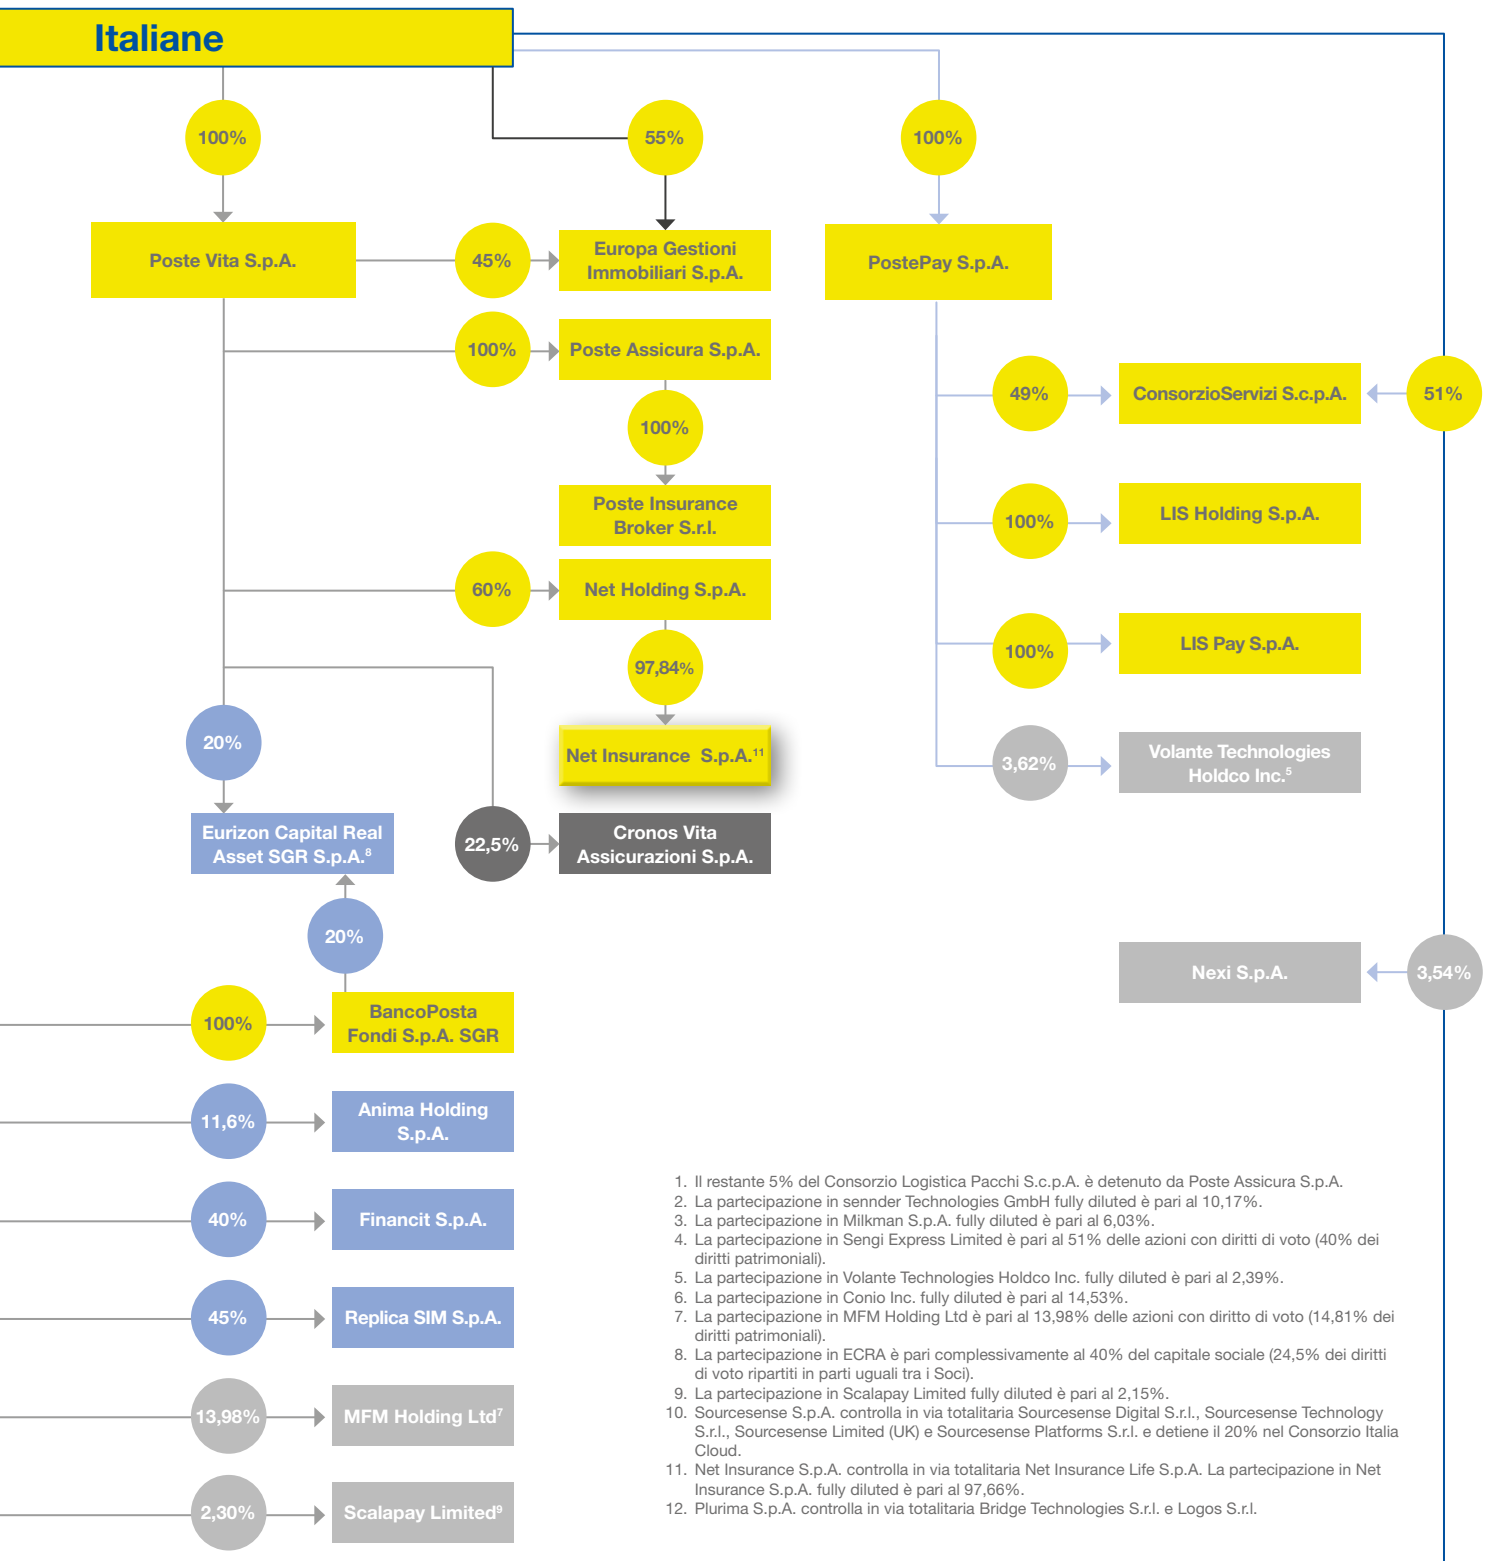 Italiane
100%
55%
100%
Poste Vita S.p.A.
45%
Europa Gestioni
Immobiliari S.p.A.
PostePay S.p.A.
100%
Poste Assicura S.p.A.
49%
ConsorzioServizi S.c.p.A.
51%
100%
Poste Insurance
Broker S.r.l.
100%
LIS Holding S.p.A.
60%
Net Holding S.p.A.
100%
LIS Pay S.p.A.
97,84%
20%
Net Insurance S.p.A.11
3,62%
Volante Technologies
Holdco Inc.5
Eurizon Capital Real
Asset SGR S.p.A.8
22,5%
Cronos Vita
Assicurazioni S.p.A.
20%
Nexi S.p.A.
3,54%
100%
BancoPosta
Fondi S.p.A. SGR
11,6%
Anima Holding
S.p.A.
40%
Financit S.p.A.
45%
Replica SIM S.p.A.
13,98%
MFM Holding Ltd7
2,30%
Scalapay Limited9
1. Il restante 5% del Consorzio Logistica Pacchi S.c.p.A. è detenuto da Poste Assicura S.p.A.
2. La partecipazione in sennder Technologies GmbH fully diluted è pari al 10,17%.
3. La partecipazione in Milkman S.p.A. fully diluted è pari al 6,03%.
4. La partecipazione in Sengi Express Limited è pari al 51% delle azioni con diritti di voto (40% dei
diritti patrimoniali).
5. La partecipazione in Volante Technologies Holdco Inc. fully diluted è pari al 2,39%.
6. La partecipazione in Conio Inc. fully diluted è pari al 14,53%.
7. La partecipazione in MFM Holding Ltd è pari al 13,98% delle azioni con diritto di voto (14,81% dei
diritti patrimoniali).
8. La partecipazione in ECRA è pari complessivamente al 40% del capitale sociale (24,5% dei diritti
di voto ripartiti in parti uguali tra i Soci).
9. La partecipazione in Scalapay Limited fully diluted è pari al 2,15%.
10. Sourcesense S.p.A. controlla in via totalitaria Sourcesense Digital S.r.l., Sourcesense Technology
S.r.l., Sourcesense Limited (UK) e Sourcesense Platforms S.r.l. e detiene il 20% nel Consorzio Italia
Cloud.
11. Net Insurance S.p.A. controlla in via totalitaria Net Insurance Life S.p.A. La partecipazione in Net
Insurance S.p.A. fully diluted è pari al 97,66%.
12. Plurima S.p.A. controlla in via totalitaria Bridge Technologies S.r.l. e Logos S.r.l.